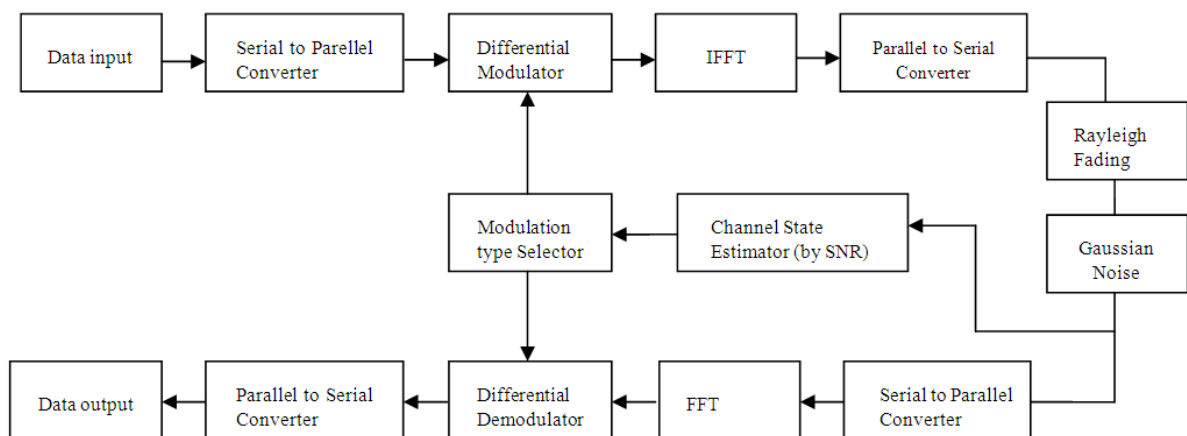 Data input
Serial to Parellel
Converter
Differential
Modulator
IFFT
Parallel to Serial
Converter
Rayleigh
Fading
Modulation
type Selector
Channel State
Estimator (by SNR)
Gaussian
Noise
Data output
Parallel to Serial
Converter
Differential
Demodulator
FFT
Serial to Parallel
Converter